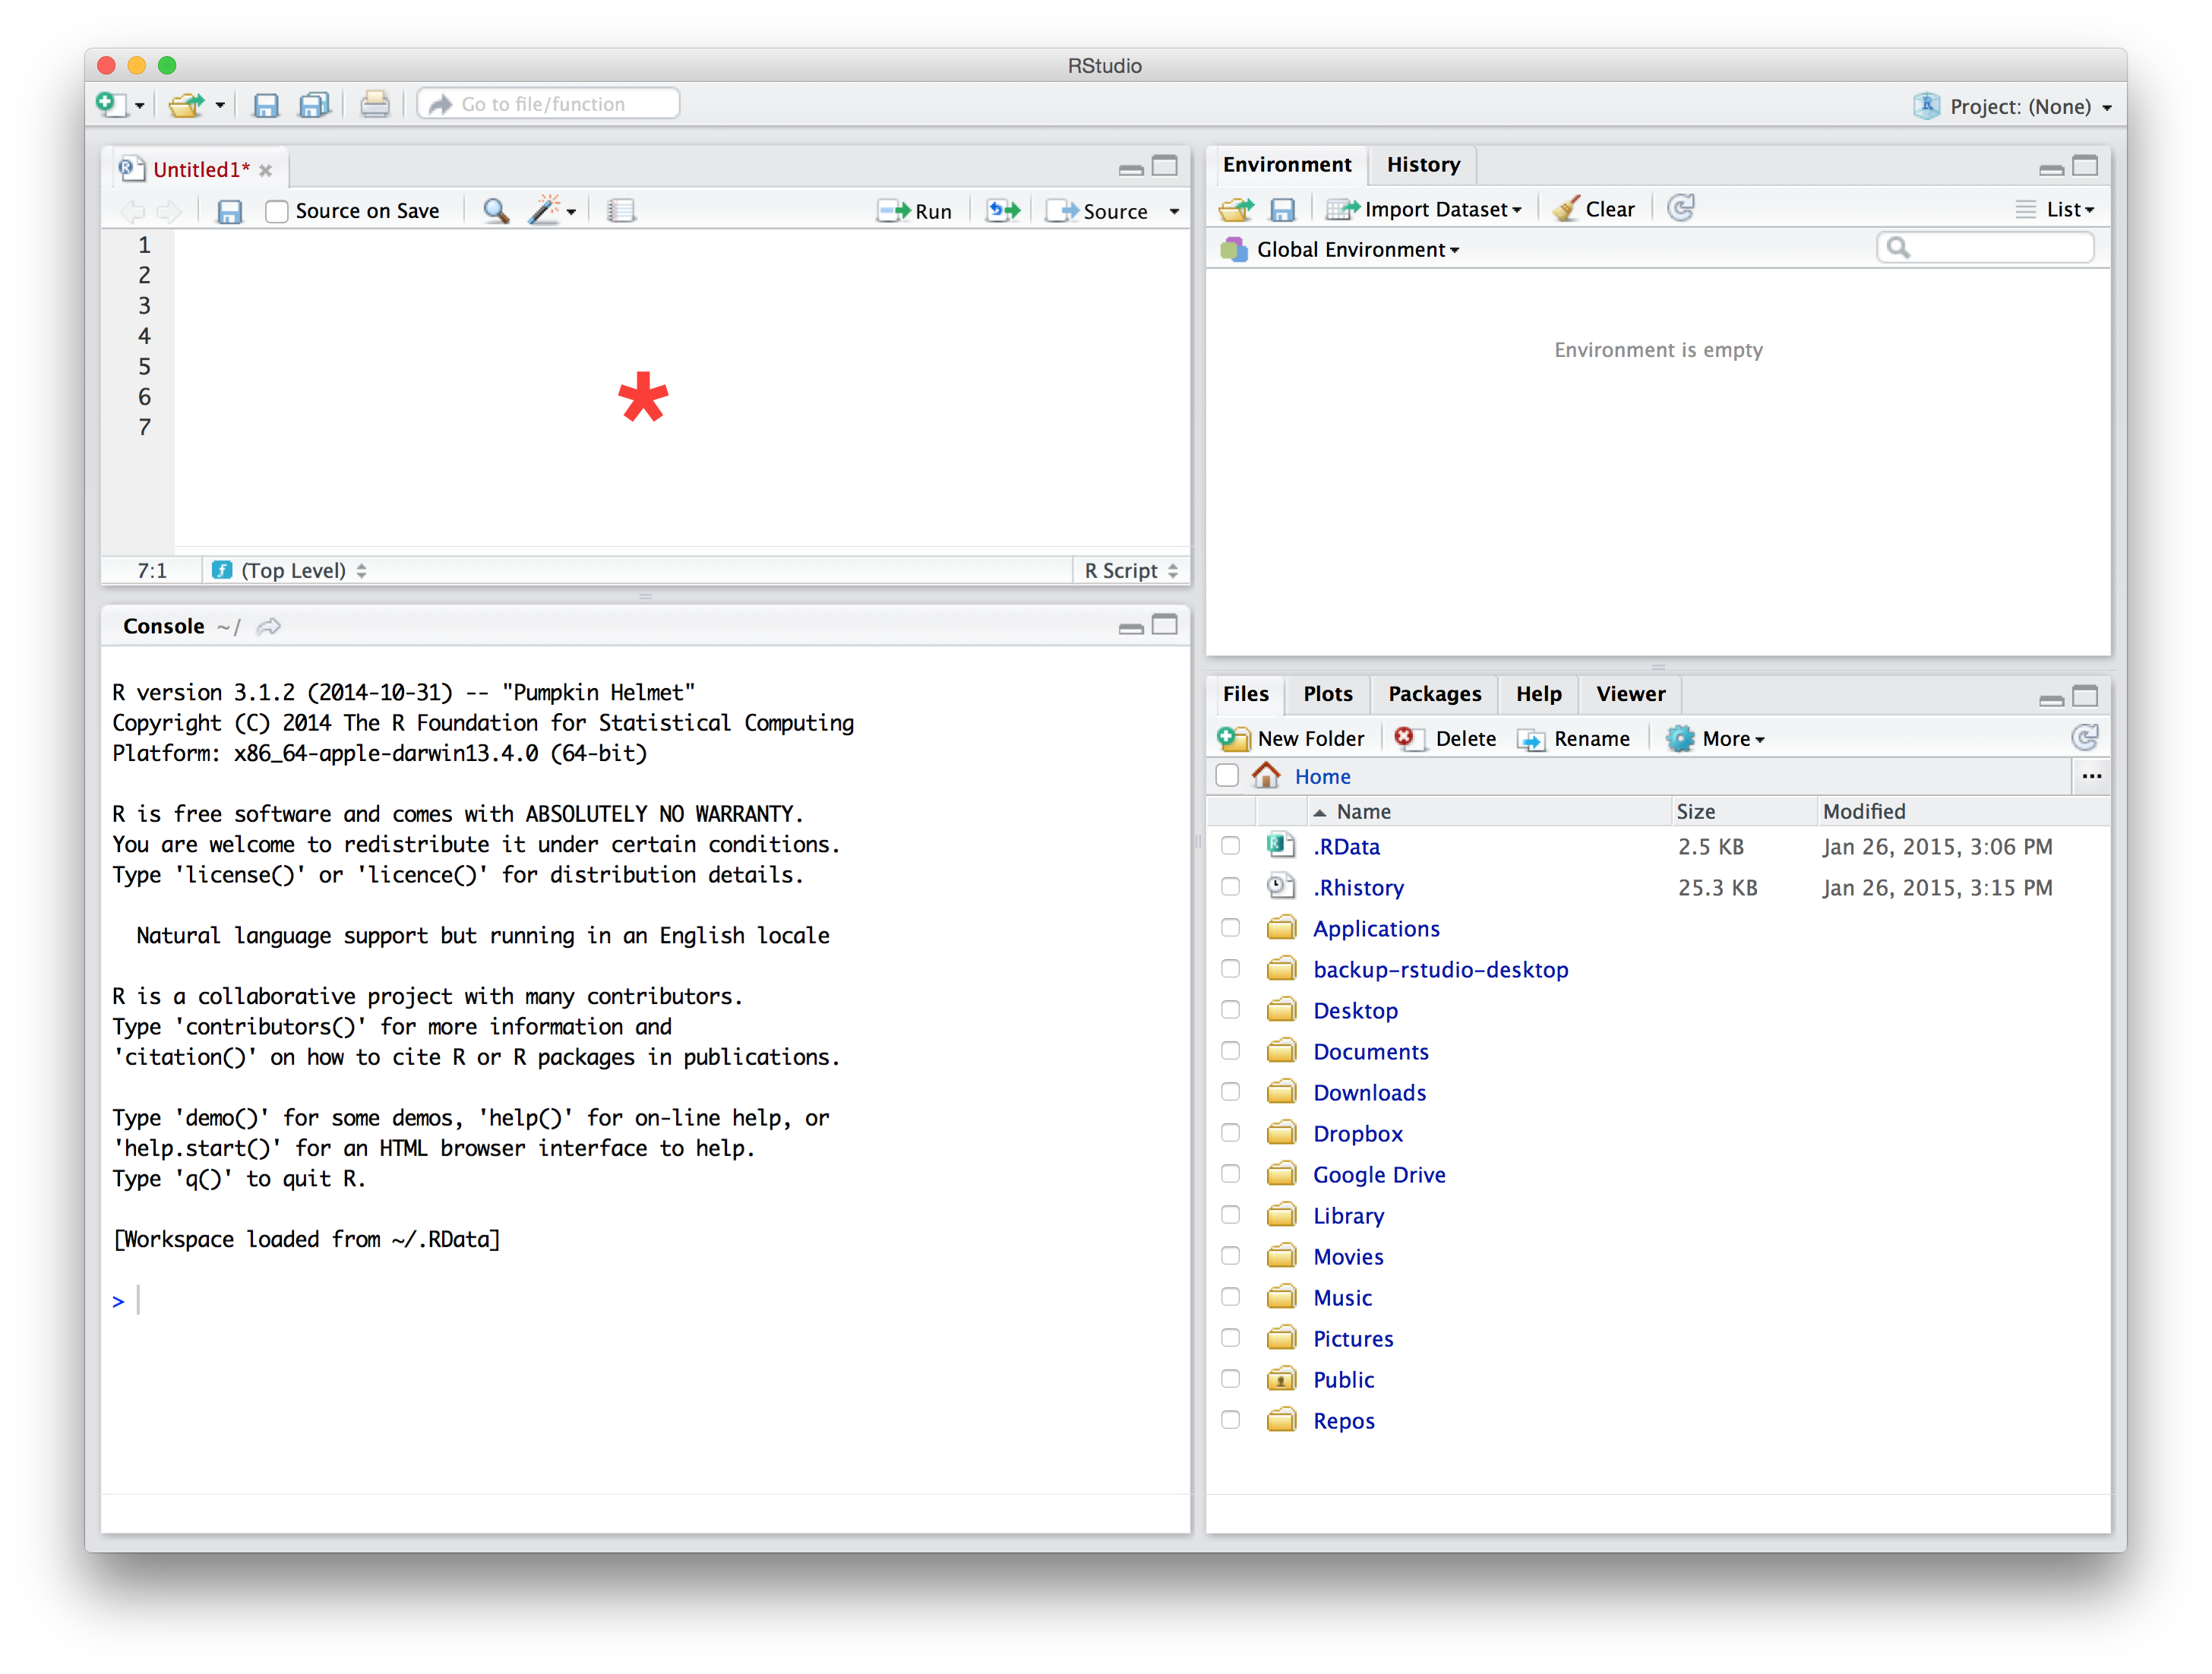 RStudio
Go to file/function
Project: (None)
Untitled1*
Source on Save
Run
Source
1
2
3
4
5
6
7
*
7:1
(Top Level)
R Script
Console ~/
R version 3.1.2 (2014-10-31) -- "Pumpkin Helmet"
Copyright (C) 2014 The R Foundation for Statistical Computing
Platform: x86_64-apple-darwin13.4.0 (64-bit)
R is free software and comes with ABSOLUTELY NO WARRANTY.
You are welcome to redistribute it under certain conditions.
Type 'license()' or 'licence()' for distribution details.
Natural language support but running in an English locale
R is a collaborative project with many contributors.
Type 'contributors()' for more information and
'citation()' on how to cite R or R packages in publications.
Type 'demo()' for some demos, 'help()' for on-line help, or
'help.start()' for an HTML browser interface to help.
Type 'q()' to quit R.
[Workspace loaded from ~/.RData]
>
Environment History
Import Dataset Clear List
Global Environment
Environment is empty
Files Plots Packages Help Viewer
New Folder Delete Rename More
Home ...
Name Size Modified
.RData 2.5 KB Jan 26, 2015, 3:06 PM
.Rhistory 25.3 KB Jan 26, 2015, 3:15 PM
Applications
backup-rstudio-desktop
Desktop
Documents
Downloads
Dropbox
Google Drive
Library
Movies
Music
Pictures
Public
Repos